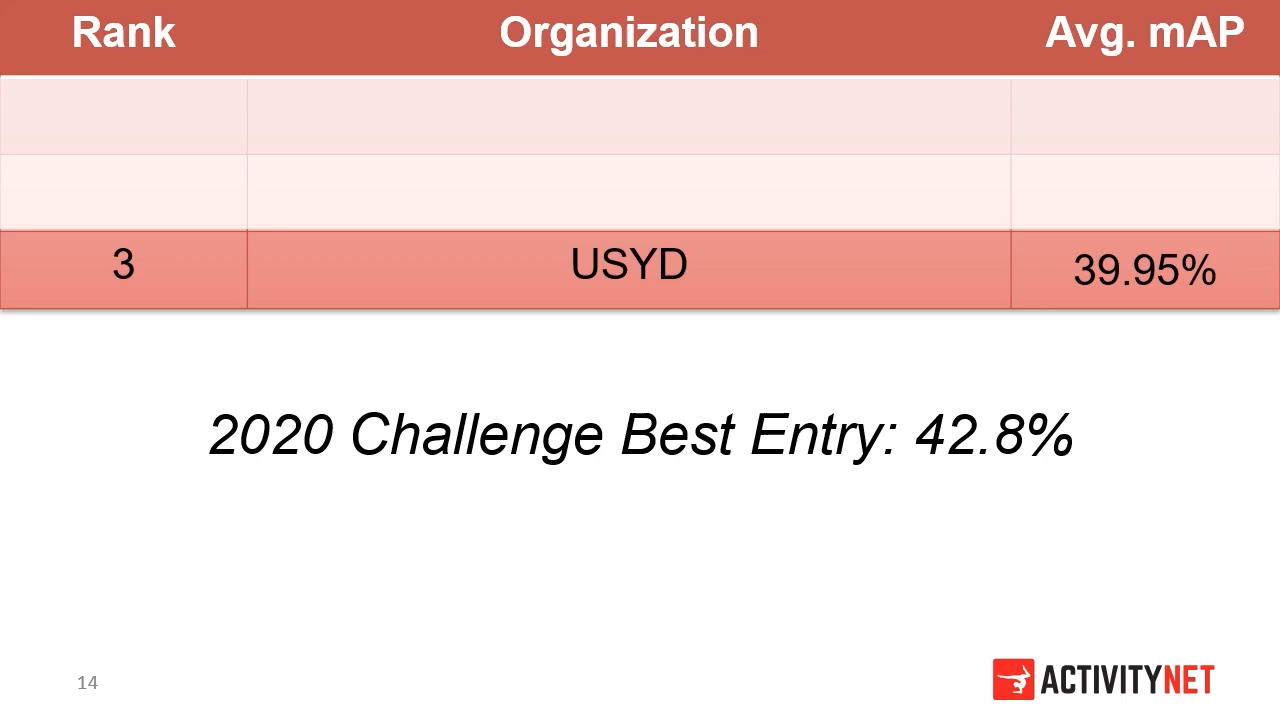 Rank Organization Avg. mAP
3 USYD 39.95%
2020 Challenge Best Entry: 42.8%
14 ACTIVITYNET